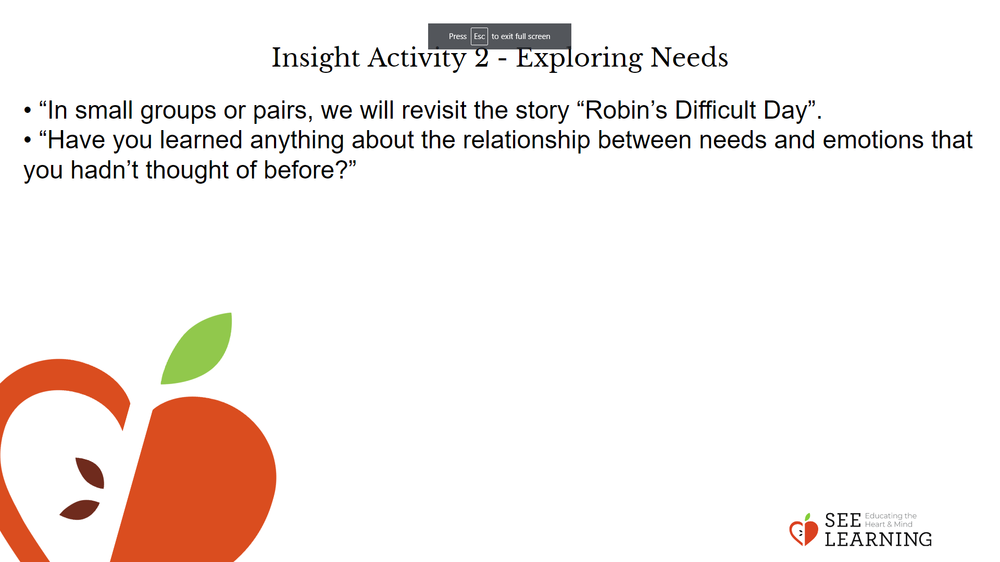 Press Esc to exit full screen
Insight Activity 2 - Exploring Needs
• “In small groups or pairs, we will revisit the story “Robin’s Difficult Day”.
• “Have you learned anything about the relationship between needs and emotions that
you hadn’t thought of before?”
SEE Educating the
Heart & Mind
LEARNING